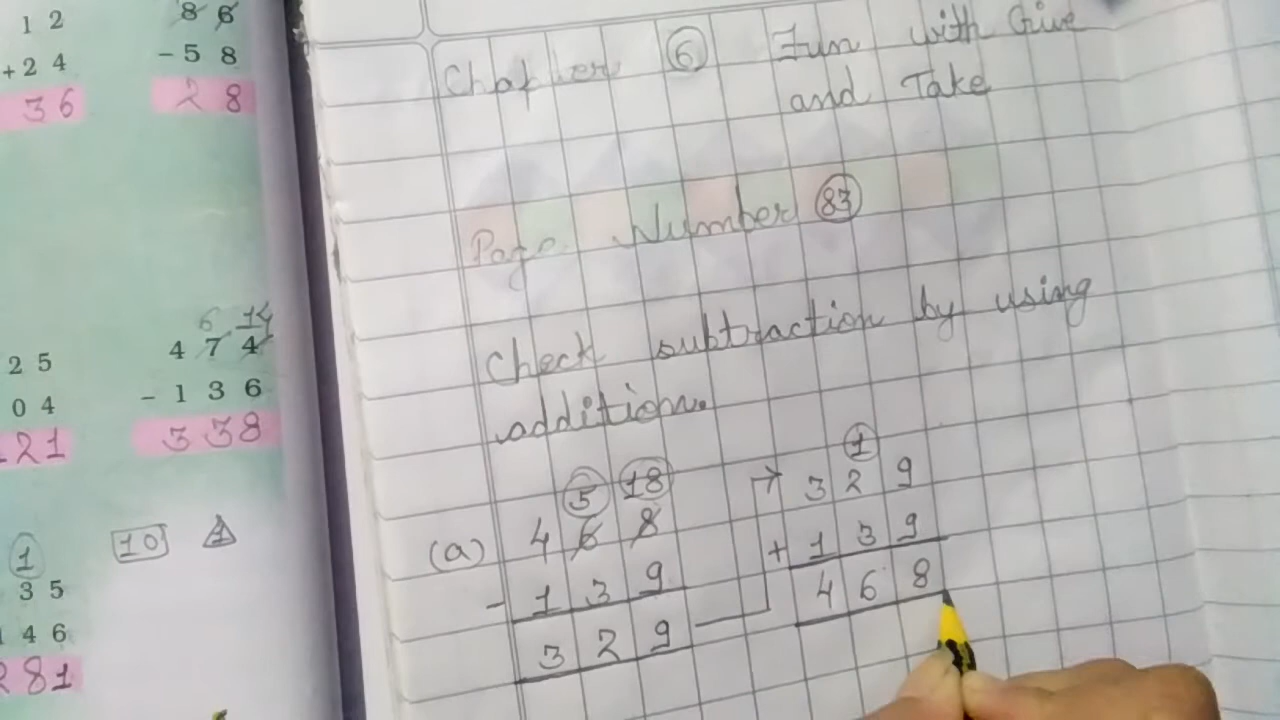 1 2
+ 2 4
3 6
8 6
- 5 8
2 8
2 5
0 4
21
6 14
4 7 4
- 1 3 6
3 3 8
1
3 5
4 6
281
10 1
Chapter 6 Fun with Give
and Take
Page Number 83
Check subtraction by using
addition.
(a)
5 18
4 6 8
- 1 3 9
3 2 9
1
3 2 9
+ 1 3 9
4 6 8